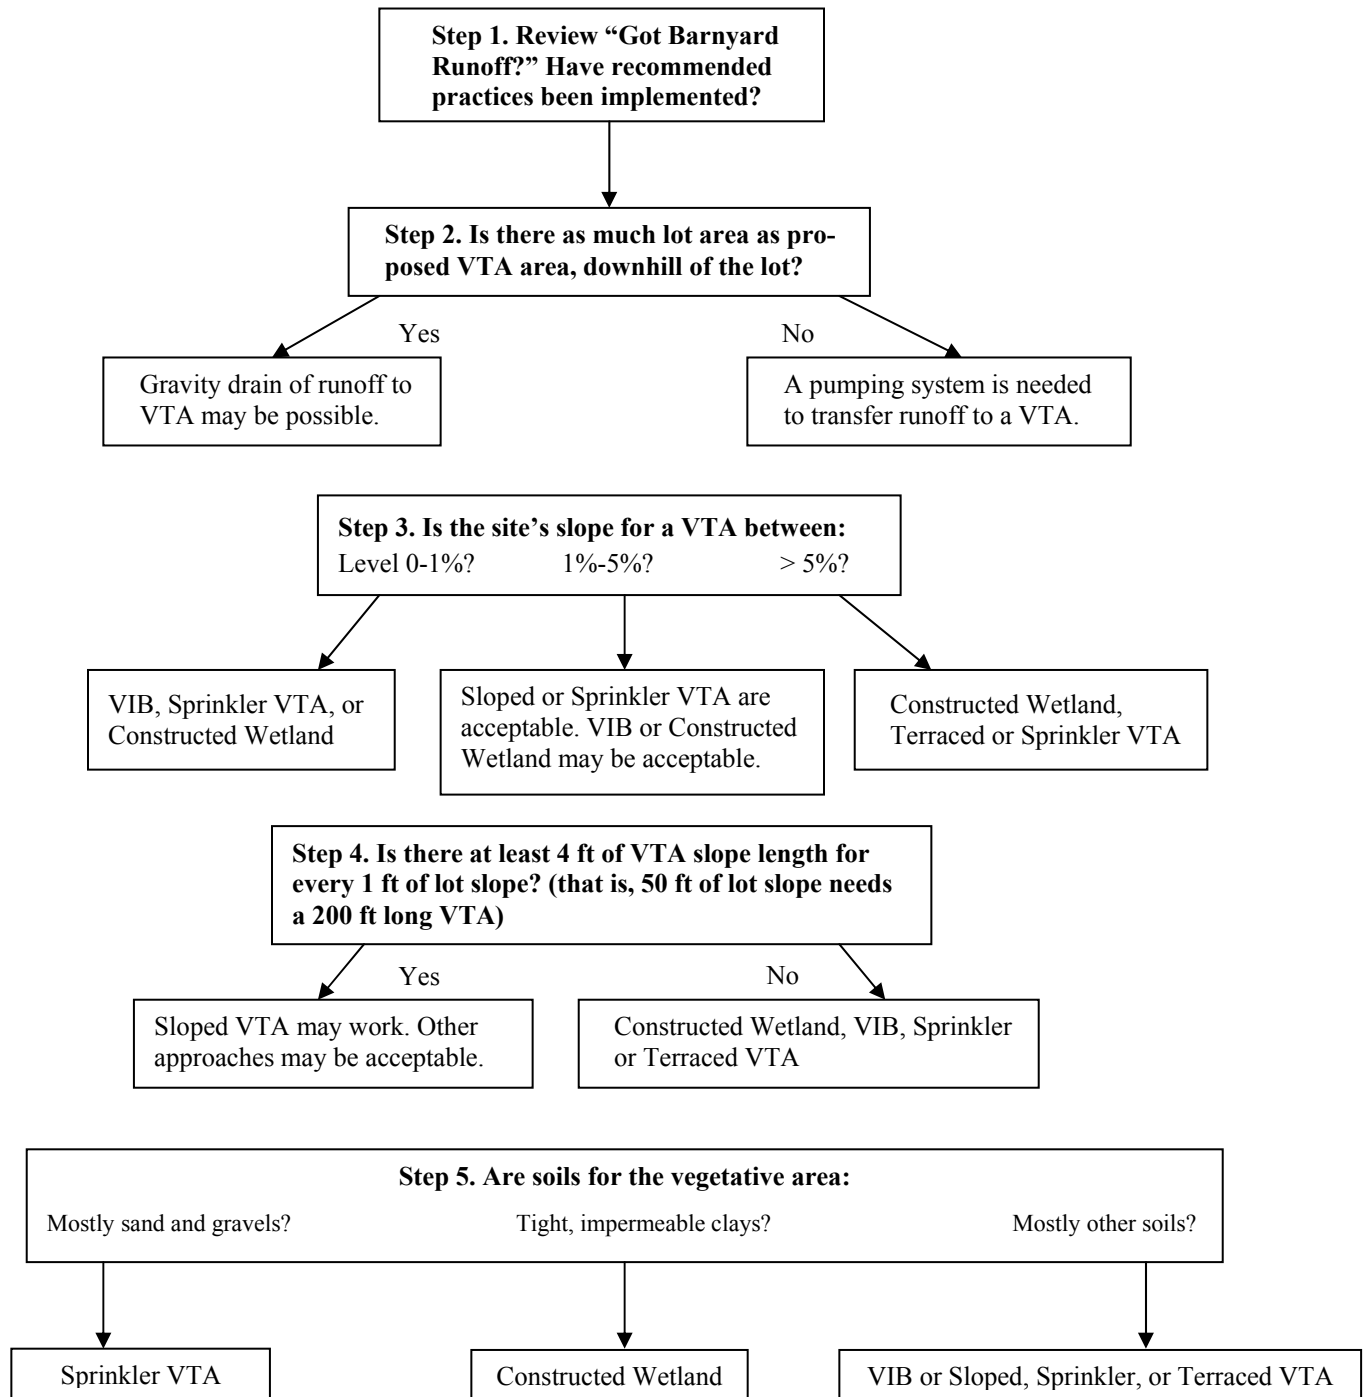 Step 1. Review “Got Barnyard
Runoff?” Have recommended
practices been implemented?
Step 2. Is there as much lot area as pro-
posed VTA area, downhill of the lot?
Yes
No
Gravity drain of runoff to
VTA may be possible.
A pumping system is needed
to transfer runoff to a VTA.
Step 3. Is the site’s slope for a VTA between:
Level 0-1%? 1%-5%? > 5%?
VIB, Sprinkler VTA, or
Constructed Wetland
Sloped or Sprinkler VTA are
acceptable. VIB or Constructed
Wetland may be acceptable.
Constructed Wetland,
Terraced or Sprinkler VTA
Step 4. Is there at least 4 ft of VTA slope length for
every 1 ft of lot slope? (that is, 50 ft of lot slope needs
a 200 ft long VTA)
Yes
No
Sloped VTA may work. Other
approaches may be acceptable.
Constructed Wetland, VIB, Sprinkler
or Terraced VTA
Step 5. Are soils for the vegetative area:
Mostly sand and gravels? Tight, impermeable clays? Mostly other soils?
Sprinkler VTA
Constructed Wetland
VIB or Sloped, Sprinkler, or Terraced VTA